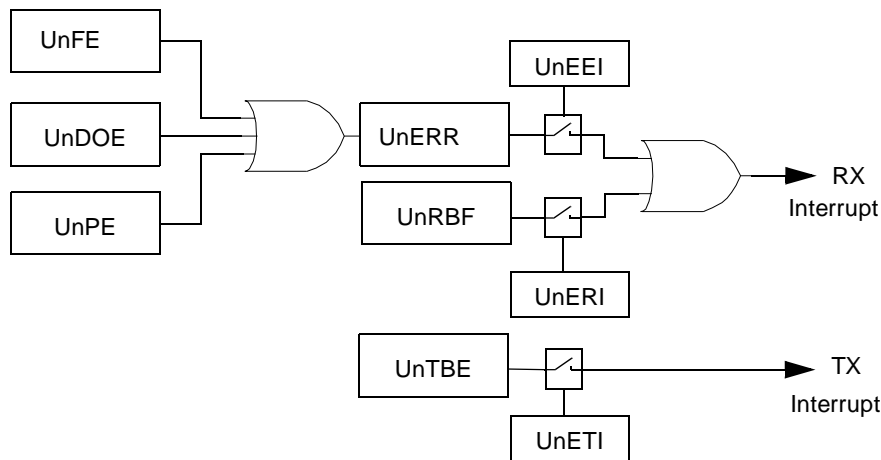 UnFE
UnEEI
UnDOE
UnERR
RX
Interrupt
UnPE
UnRBF
UnERI
UnTBE
TX
Interrupt
UnETI